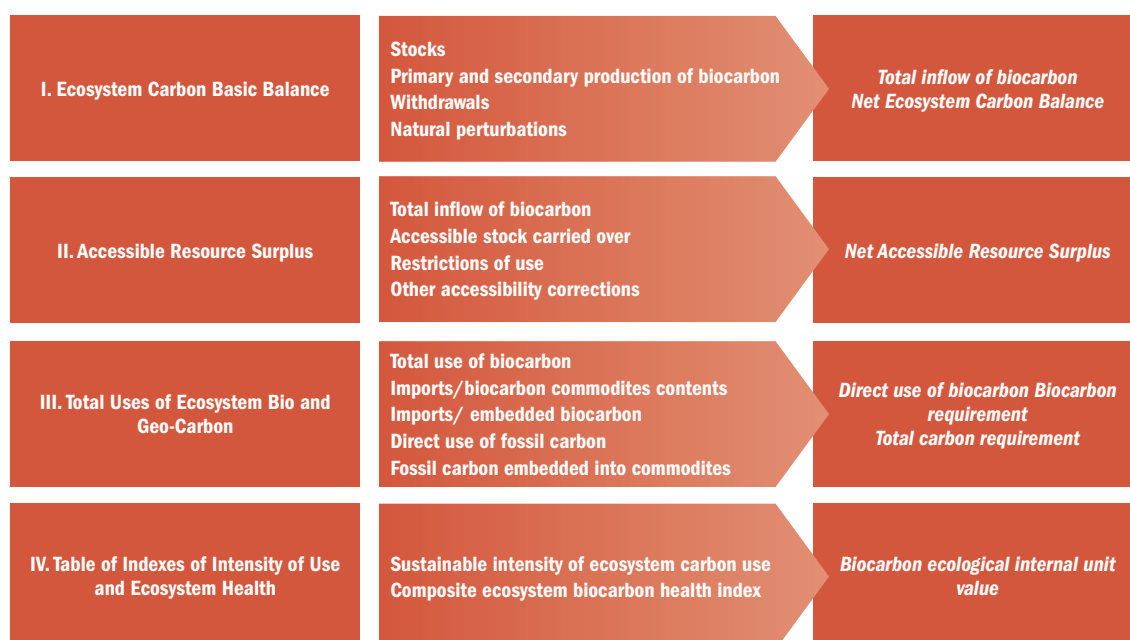 I. Ecosystem Carbon Basic Balance
Stocks
Primary and secondary production of biocarbon
Withdrawals
Natural perturbations
Total inflow of biocarbon
Net Ecosystem Carbon Balance
II. Accessible Resource Surplus
Total inflow of biocarbon
Accessible stock carried over
Restrictions of use
Other accessibility corrections
Net Accessible Resource Surplus
III. Total Uses of Ecosystem Bio and
Geo-Carbon
Total use of biocarbon
Imports/biocarbon commodites contents
Imports/ embedded biocarbon
Direct use of fossil carbon
Fossil carbon embedded into commodites
Direct use of biocarbon Biocarbon
requirement
Total carbon requirement
IV. Table of Indexes of Intensity of Use
and Ecosystem Health
Sustainable intensity of ecosystem carbon use
Composite ecosystem biocarbon health index
Biocarbon ecological internal unit
value